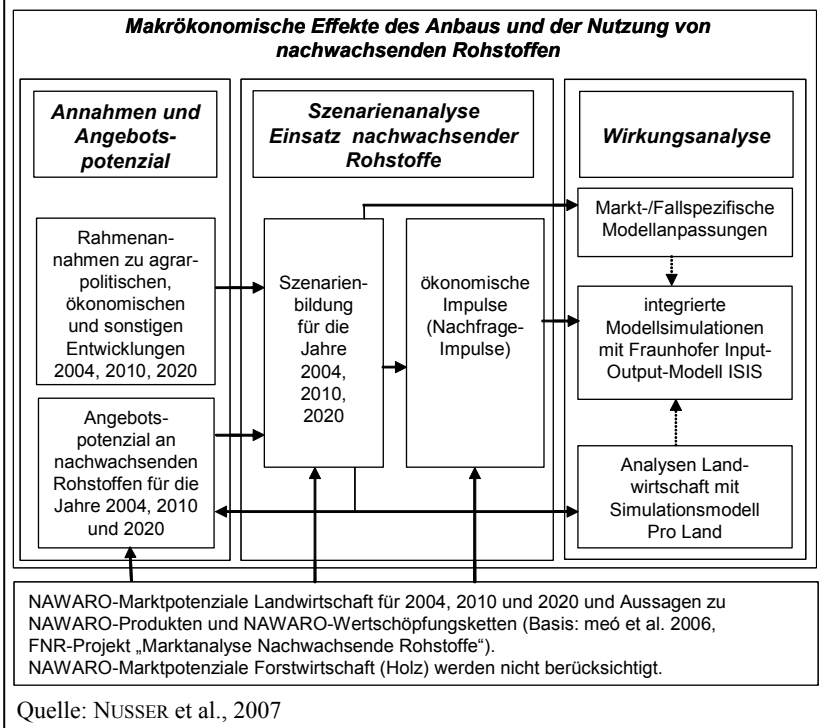 Makrökonomische Effekte des Anbaus und der Nutzung von
nachwachsenden Rohstoffen
Annahmen und
Angebots-
potenzial
Rahmenan-
nahmen zu agrar-
politischen,
ökonomischen
und sonstigen
Entwicklungen
2004, 2010, 2020
Angebots-
potenzial an
nachwachsenden
Rohstoffen für die
Jahre 2004, 2010
und 2020
Szenarienanalyse
Einsatz nachwachsender
Rohstoffe
Szenarien-
bildung
für die
Jahre
2004,
2010,
2020
ökonomische
Impulse
(Nachfrage-
Impulse)
Wirkungsanalyse
Markt-/Fallspezifische
Modellanpassungen
integrierte
Modellsimulationen
mit Fraunhofer Input-
Output-Modell ISIS
Analysen Land-
wirtschaft mit
Simulationsmodell
Pro Land
NAWARO-Marktpotenziale Landwirtschaft für 2004, 2010 und 2020 und Aussagen zu
NAWARO-Produkten und NAWARO-Wertschöpfungsketten (Basis: meó et al. 2006,
FNR-Projekt „Marktanalyse Nachwachsende Rohstoffe“).
NAWARO-Marktpotenziale Forstwirtschaft (Holz) werden nicht berücksichtigt.
Quelle: NUSSER et al., 2007